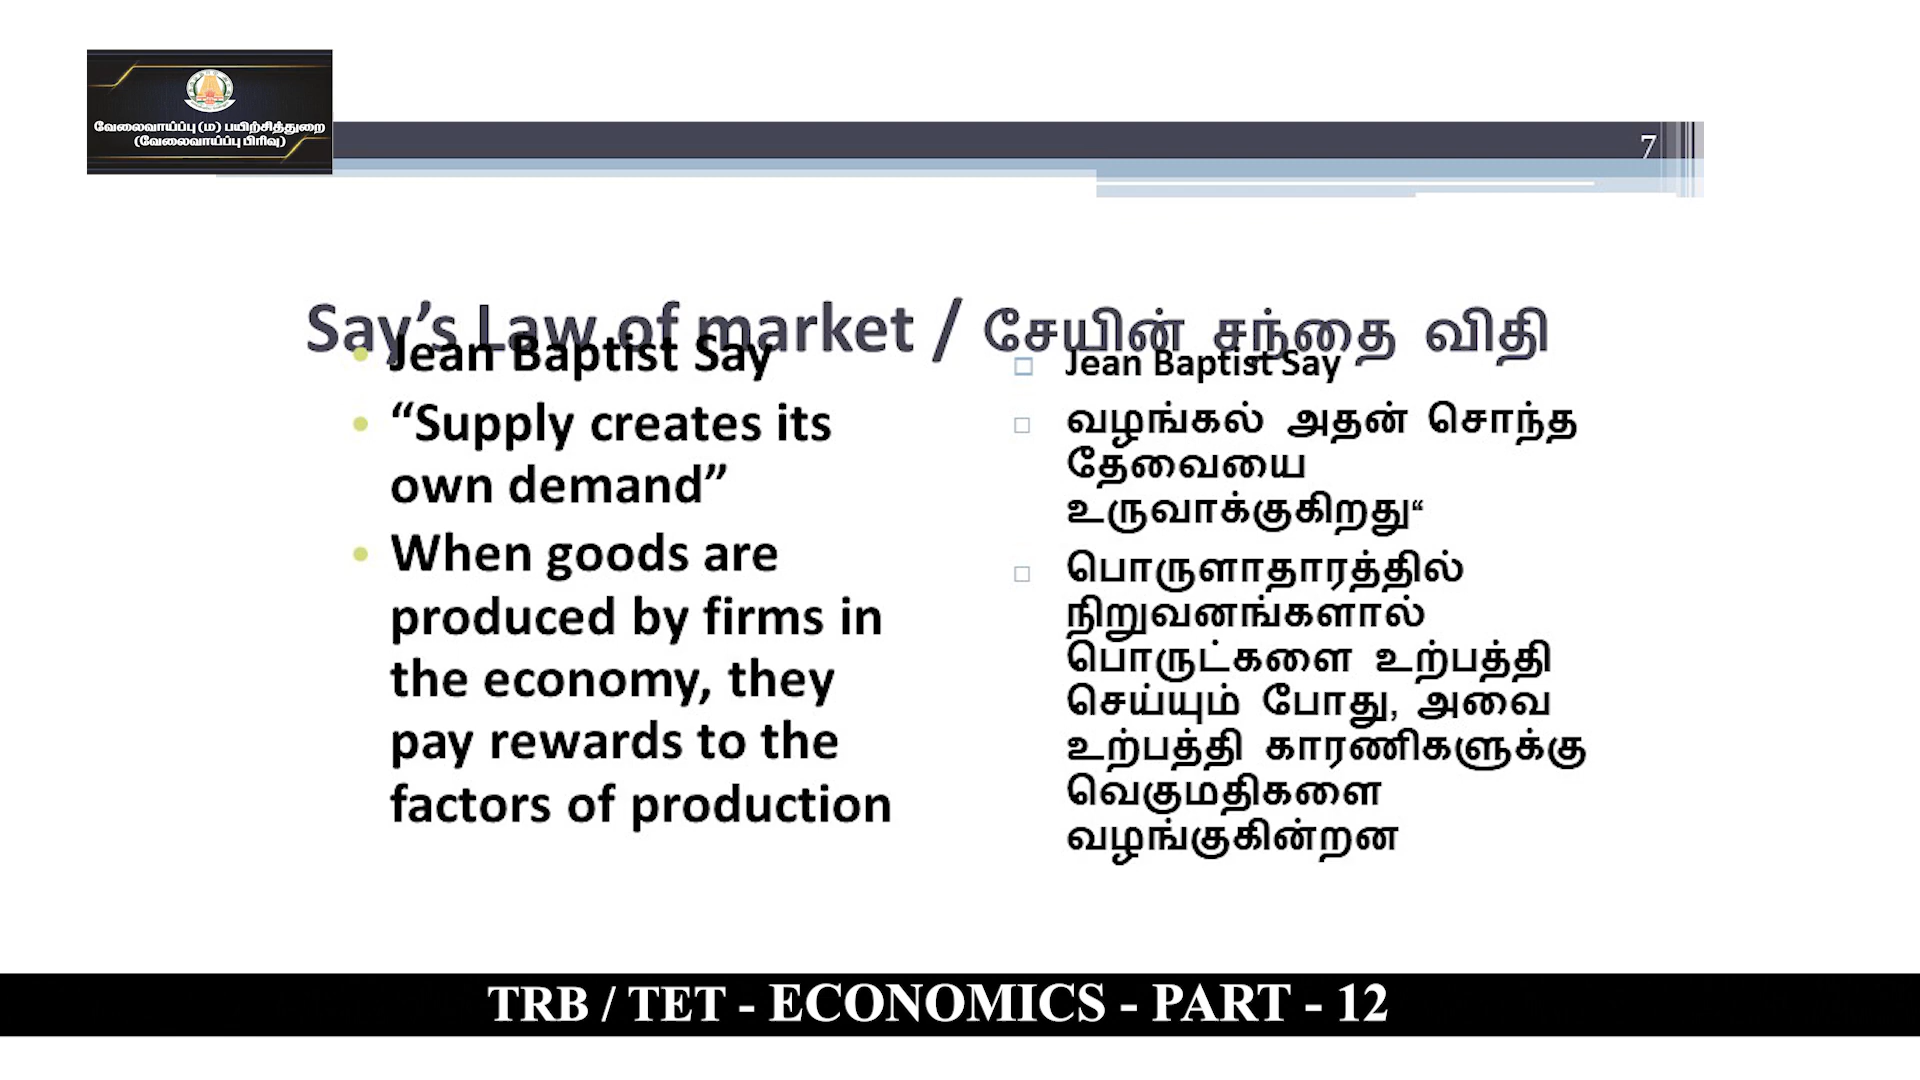 வேலைவாய்ப்பு (ம) பயிற்சித்துறை
(வேலைவாய்ப்பு பிரிவு)
7
Say’s Law of market / சேயின் சந்தை விதி
• Jean Baptist Say
• “Supply creates its
own demand”
• When goods are
produced by firms in
the economy, they
pay rewards to the
factors of production
Jean Baptist Say
வழங்கல் அதன் சொந்த
தேவையை
உருவாக்குகிறது“
பொருளாதாரத்தில்
நிறுவனங்களால்
பொருட்களை உற்பத்தி
செய்யும் போது, அவை
உற்பத்தி காரணிகளுக்கு
வெகுமதிகளை
வழங்குகின்றன
TRB / TET - ECONOMICS - PART - 12